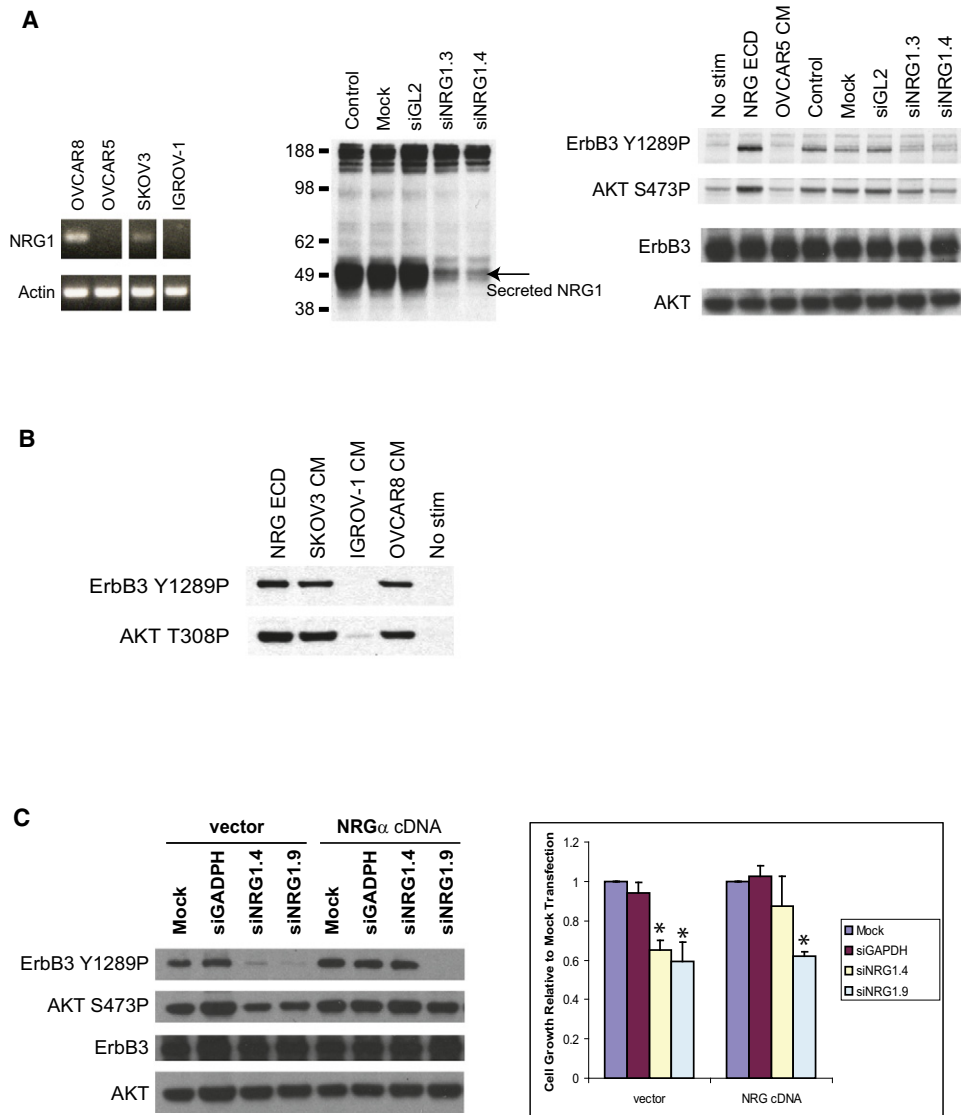 A
OVCAR8
OVCAR5
SKOV3
IGROV-1
NRG1
Actin
Control
Mock
siGL2
siNRG1.3
siNRG1.4
188
98
62
49
38
Secreted NRG1
No stim
NRG ECD
OVCAR5 CM
Control
Mock
siGL2
siNRG1.3
siNRG1.4
ErbB3 Y1289P
AKT S473P
ErbB3
AKT
B
NRG ECD
SKOV3 CM
IGROV-1 CM
OVCAR8 CM
No stim
ErbB3 Y1289P
AKT T308P
C
vector
NRGα cDNA
Mock
siGADPH
siNRG1.4
siNRG1.9
Mock
siGADPH
siNRG1.4
siNRG1.9
ErbB3 Y1289P
AKT S473P
ErbB3
AKT
Cell Growth Relative to Mock Transfection
1.2
1
0.8
0.6
0.4
0.2
0
* * *
vector
NRG cDNA
Mock
siGAPDH
siNRG1.4
siNRG1.9